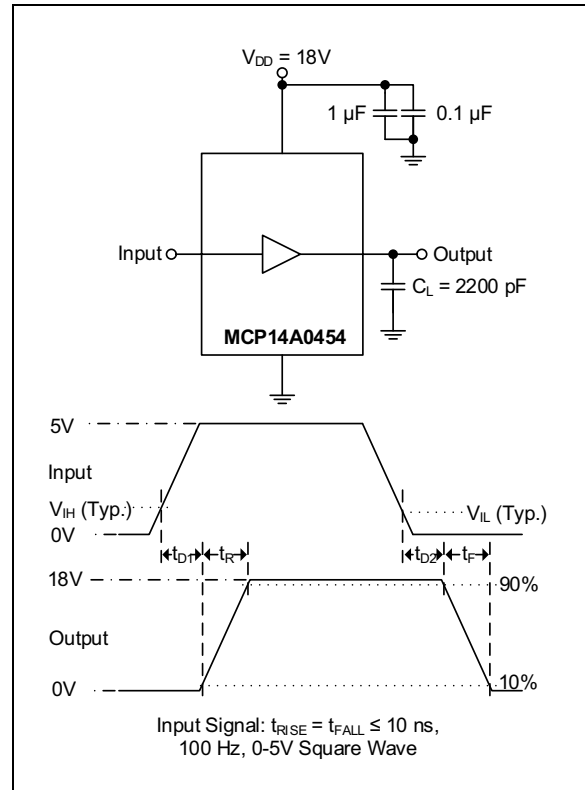 V_DD = 18V
1 µF 0.1 µF
Input Output
C_L = 2200 pF
MCP14A0454
5V
Input
V_IH (Typ.) V_IL (Typ.)
0V
t_D1 t_R t_D2 t_F
18V 90%
Output
0V 10%
Input Signal: t_RISE = t_FALL ≤ 10 ns,
100 Hz, 0-5V Square Wave